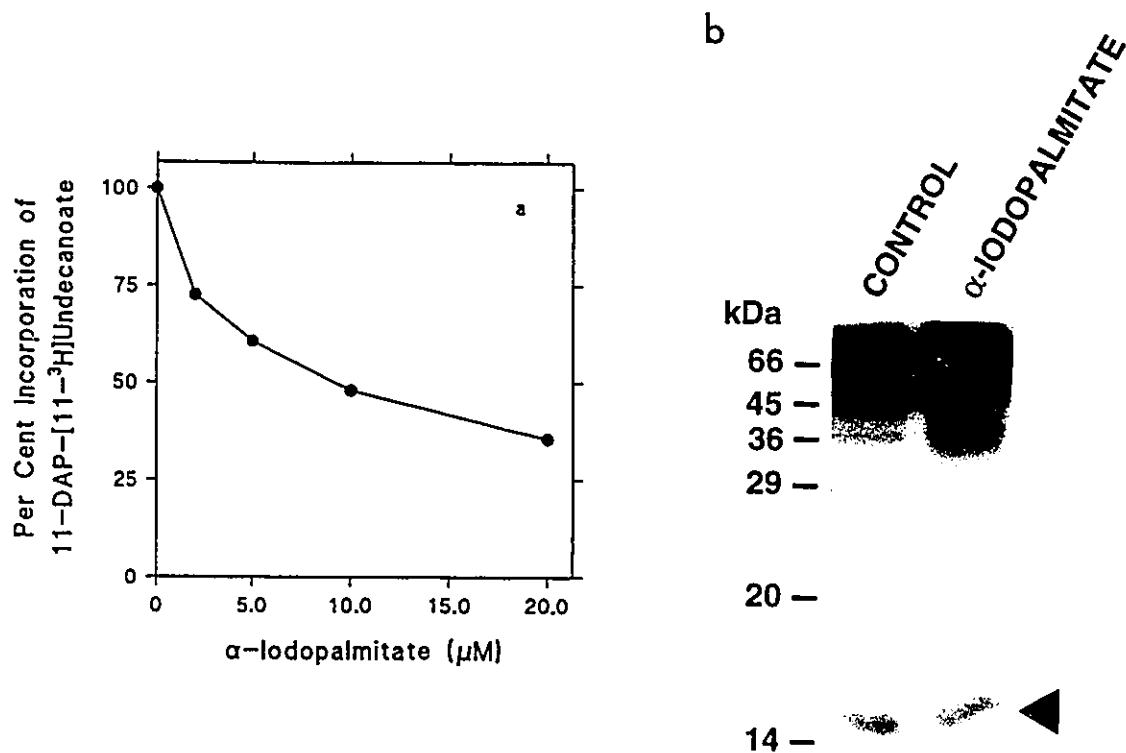 a
Per Cent Incorporation of
11-DAP-[11-³H]Undecanoate
100
75
50
25
0
0 5.0 10.0 15.0 20.0
α-Iodopalmitate (µM)
b
CONTROL
α-IODOPALMITATE
kDa
66
45
36
29
20
14